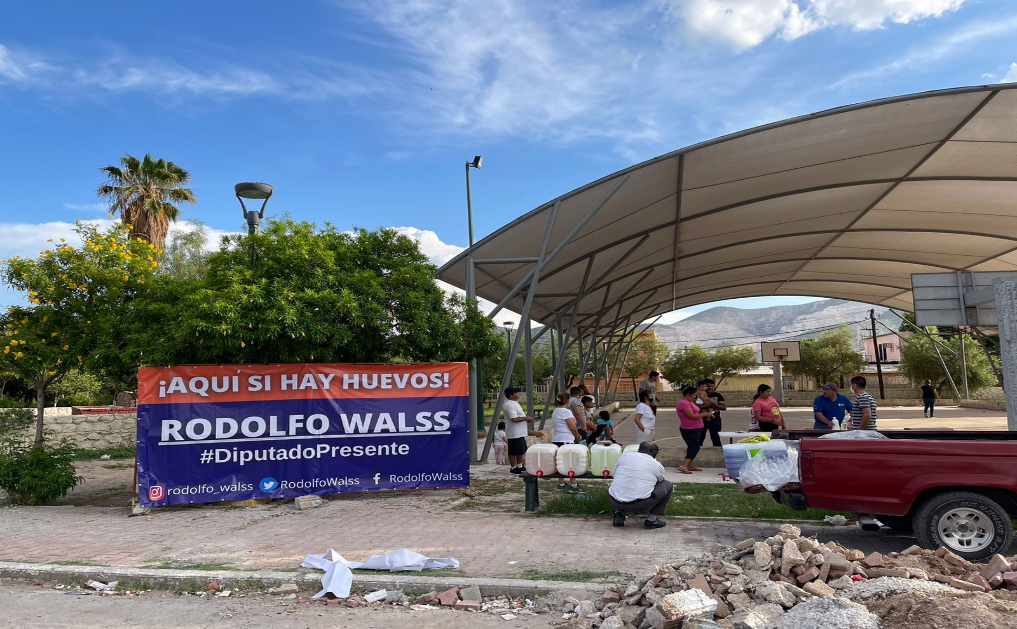 ¡AQUI SI HAY HUEVOS!
RODOLFO WALSS
#DiputadoPresente
rodolfo_walss RodolfoWalss f RodolfoWalss